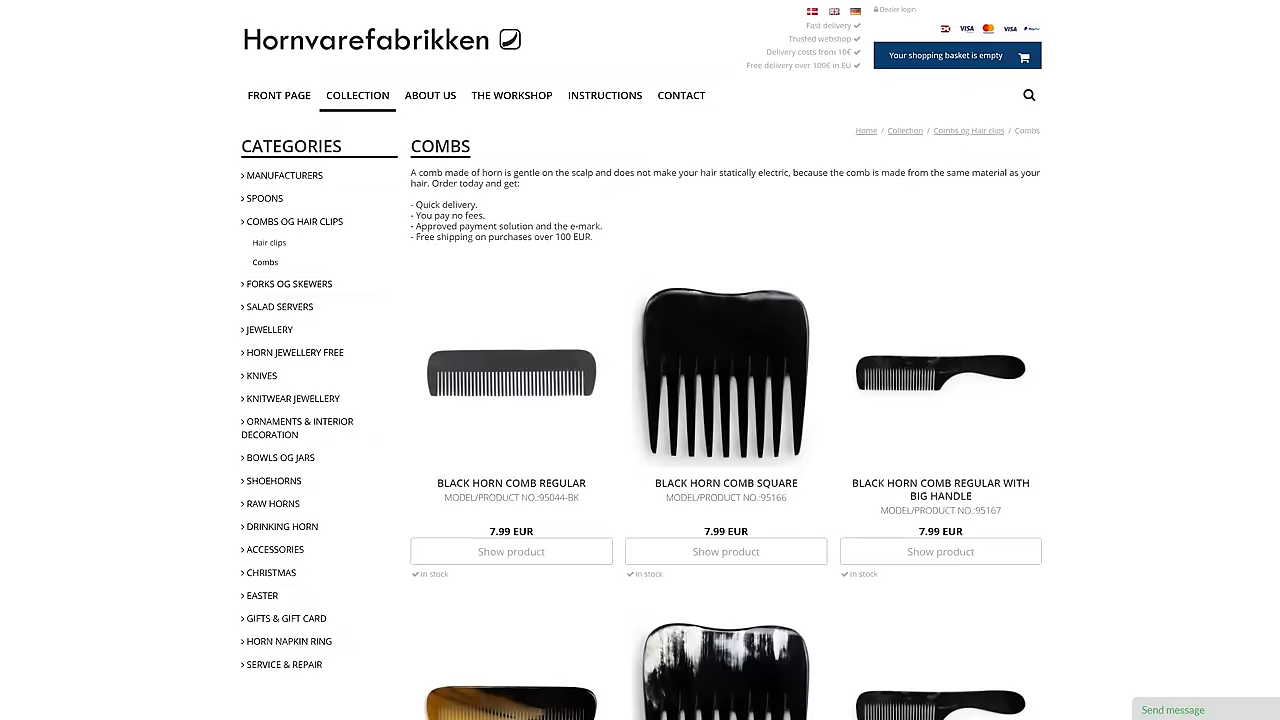 Dealer login
Fast delivery
Trusted webshop
Delivery costs from 10€
Free delivery over 100€ in EU
Hornvarefabrikken
VISA
VISA
PayPal
Your shopping basket is empty
FRONT PAGE COLLECTION ABOUT US THE WORKSHOP INSTRUCTIONS CONTACT
Home / Collection / Combs og Hair clips / Combs
CATEGORIES
MANUFACTURERS
SPOONS
COMBS OG HAIR CLIPS
Hair clips
Combs
FORKS OG SKEWERS
SALAD SERVERS
JEWELLERY
HORN JEWELLERY FREE
KNIVES
KNITWEAR JEWELLERY
ORNAMENTS & INTERIOR
DECORATION
BOWLS OG JARS
SHOEHORNS
RAW HORNS
DRINKING HORN
ACCESSORIES
CHRISTMAS
EASTER
GIFTS & GIFT CARD
HORN NAPKIN RING
SERVICE & REPAIR
COMBS
A comb made of horn is gentle on the scalp and does not make your hair statically electric, because the comb is made from the same material as your
hair. Order today and get:
- Quick delivery.
- You pay no fees.
- Approved payment solution and the e-mark.
- Free shipping on purchases over 100 EUR.
BLACK HORN COMB REGULAR
MODEL/PRODUCT NO.:95044-BK
7.99 EUR
Show product
In stock
BLACK HORN COMB SQUARE
MODEL/PRODUCT NO.:95166
7.99 EUR
Show product
In stock
BLACK HORN COMB REGULAR WITH
BIG HANDLE
MODEL/PRODUCT NO.:95167
7.99 EUR
Show product
In stock
Send message